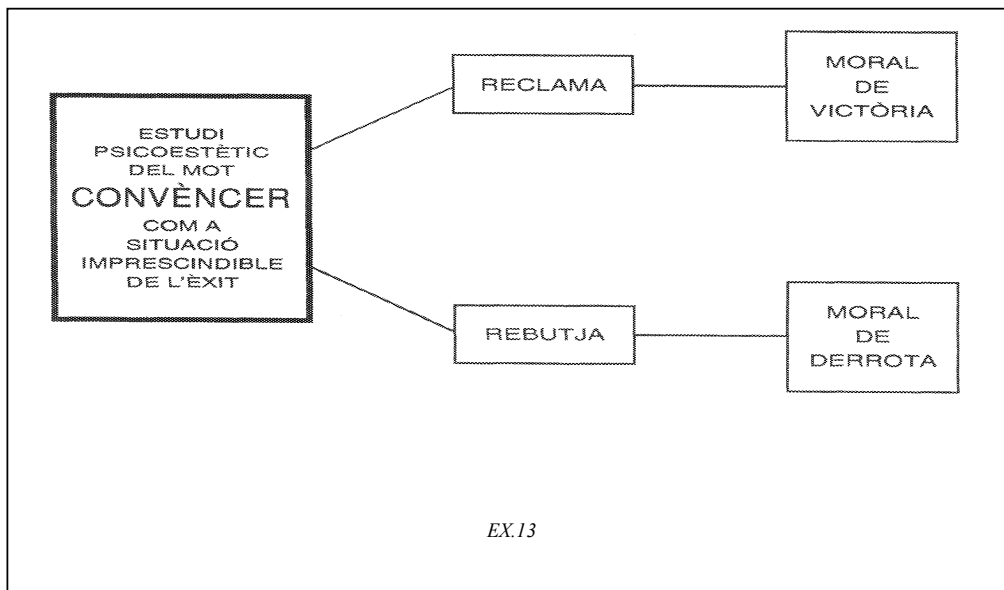 ESTUDI
PSICOESTÈTIC
DEL MOT
CONVÈNCER
COM A
SITUACIÓ
IMPRESCINDIBLE
DE L'ÈXIT
RECLAMA
MORAL
DE
VICTÒRIA
REBUTJA
MORAL
DE
DERROTA
EX.13